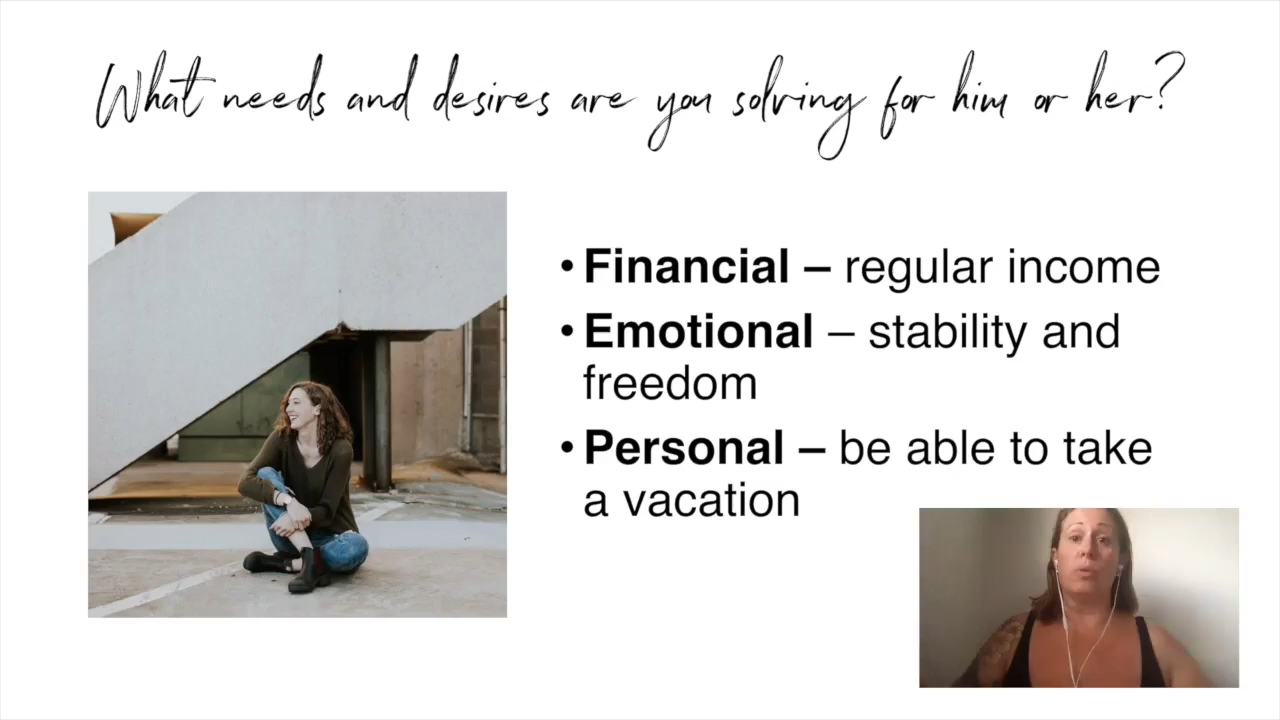 What needs and desires are you solving for him or her?
• Financial – regular income
• Emotional – stability and
freedom
• Personal – be able to take
a vacation